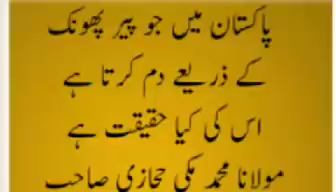 پاکستان میں جو پیر پھونک
کے ذریعے دم کرتا ہے
اس کی کیا حقیقت ہے
مولانا محمد مکی حجازی صاحب